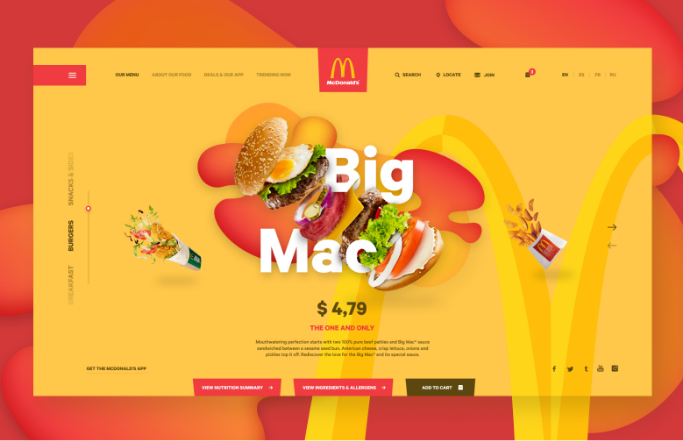 OUR MENU
ABOUT OUR FOOD
DEALS & OUR APP
TRENDING NOW
McDonald's
SEARCH
LOCATE
JOIN
EN
FR
RU
SNACKS & SIDES
BURGERS
BREAKFAST
Big
Mac
$ 4,79
THE ONE AND ONLY
Mouthwatering perfection starts with two 100% pure beef patties and Big Mac® sauce
sandwiched between a sesame seed bun. American cheese, crisp lettuce, onions and
pickles top it off. Rediscover the love for the Big Mac® and its special sauce.
GET THE MCDONALD'S APP
VIEW NUTRITION SUMMARY
VIEW INGREDIENTS & ALLERGENS
ADD TO CART